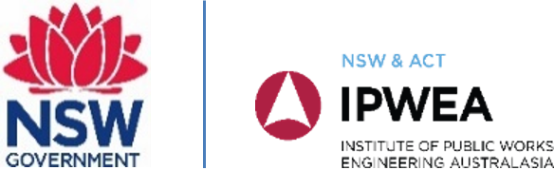 NSW
GOVERNMENT
NSW & ACT
IPWEA
INSTITUTE OF PUBLIC WORKS
ENGINEERING AUSTRALASIA